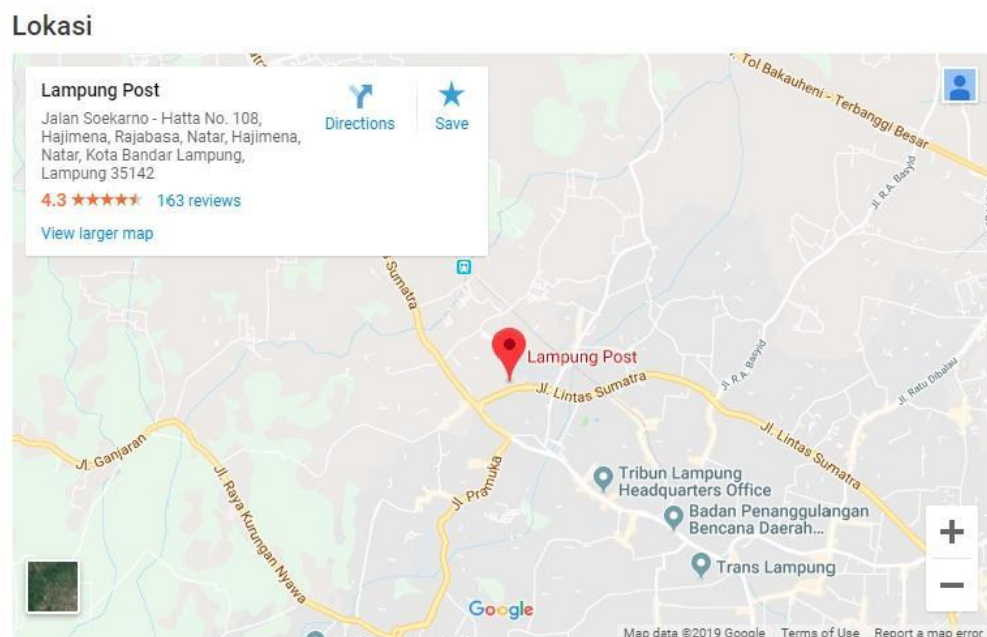 Lokasi
Lampung Post
Jalan Soekarno - Hatta No. 108,
Hajimena, Rajabasa, Natar, Hajimena,
Natar, Kota Bandar Lampung,
Lampung 35142
4.3 163 reviews
View larger map
Directions
Save
Tol Bakauheni - Terbanggi Besar
Jl. R.A. Basyid
Sumatra
Lampung Post
Jl. Lintas Sumatra
Jl. R.A. Basyid
Jl. Ratu Dibalau
Jl. Ganjaran
Jl. Raya Kurungan Nyawa
Jl. Pramuka
Jl. Lintas Sumatra
Tribun Lampung
Headquarters Office
Badan Penanggulangan
Bencana Daerah...
Trans Lampung
+
−
Google
Map data ©2019 Google Terms of Use Report a map error